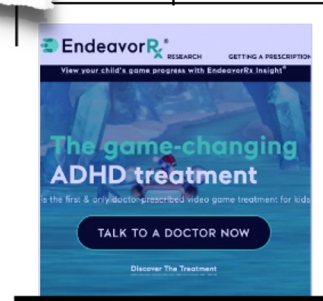 EndeavorRx®
RESEARCH GETTING A PRESCRIPTION
View your child's game progress with EndeavorRx Insight®
The game-changing
ADHD treatment
is the first & only doctor-prescribed video game treatment for kids
TALK TO A DOCTOR NOW
Discover The Treatment